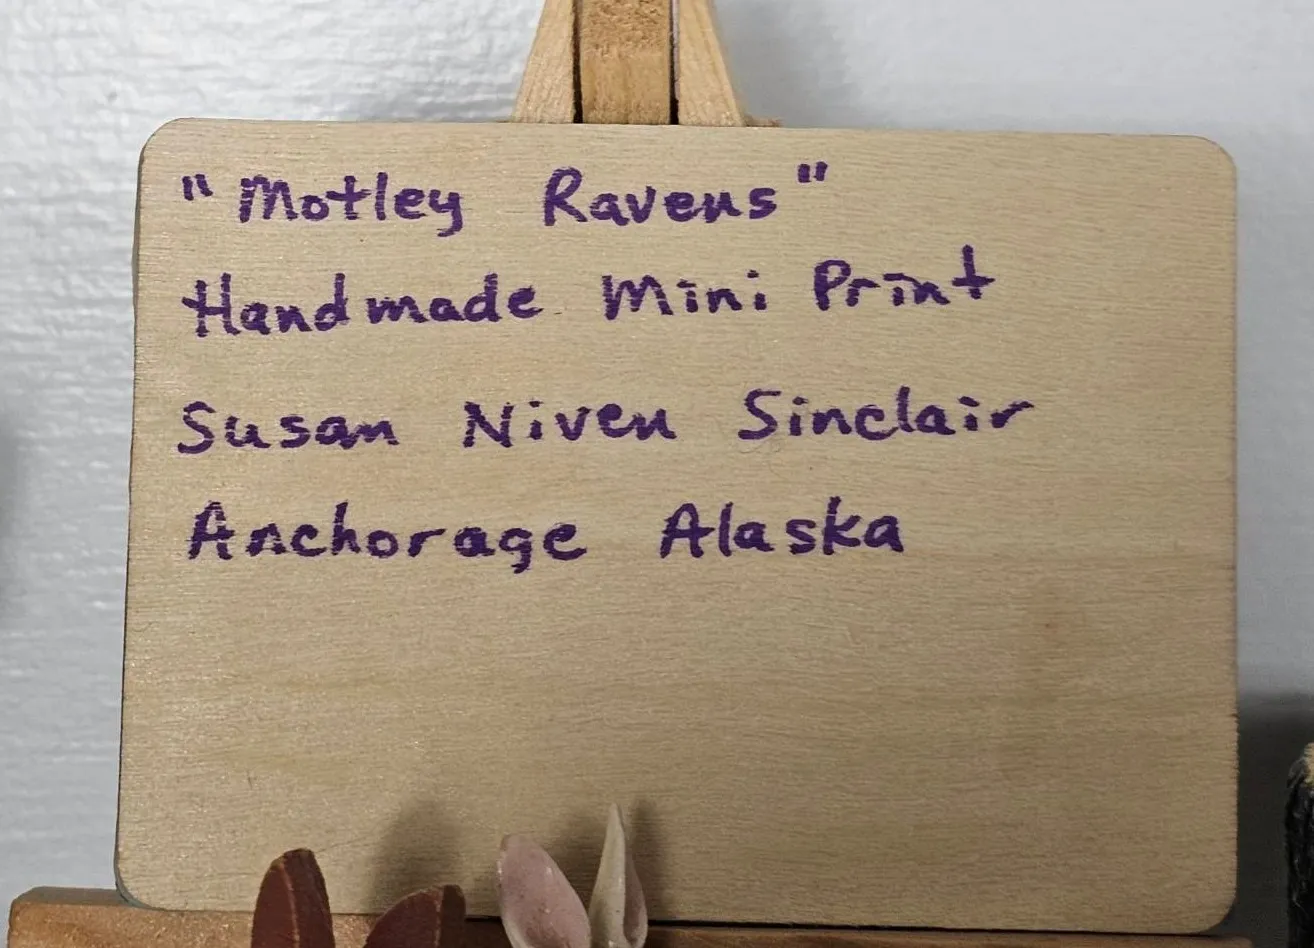 "Motley Ravens"
Handmade Mini Print
Susan Niven Sinclair
Anchorage Alaska